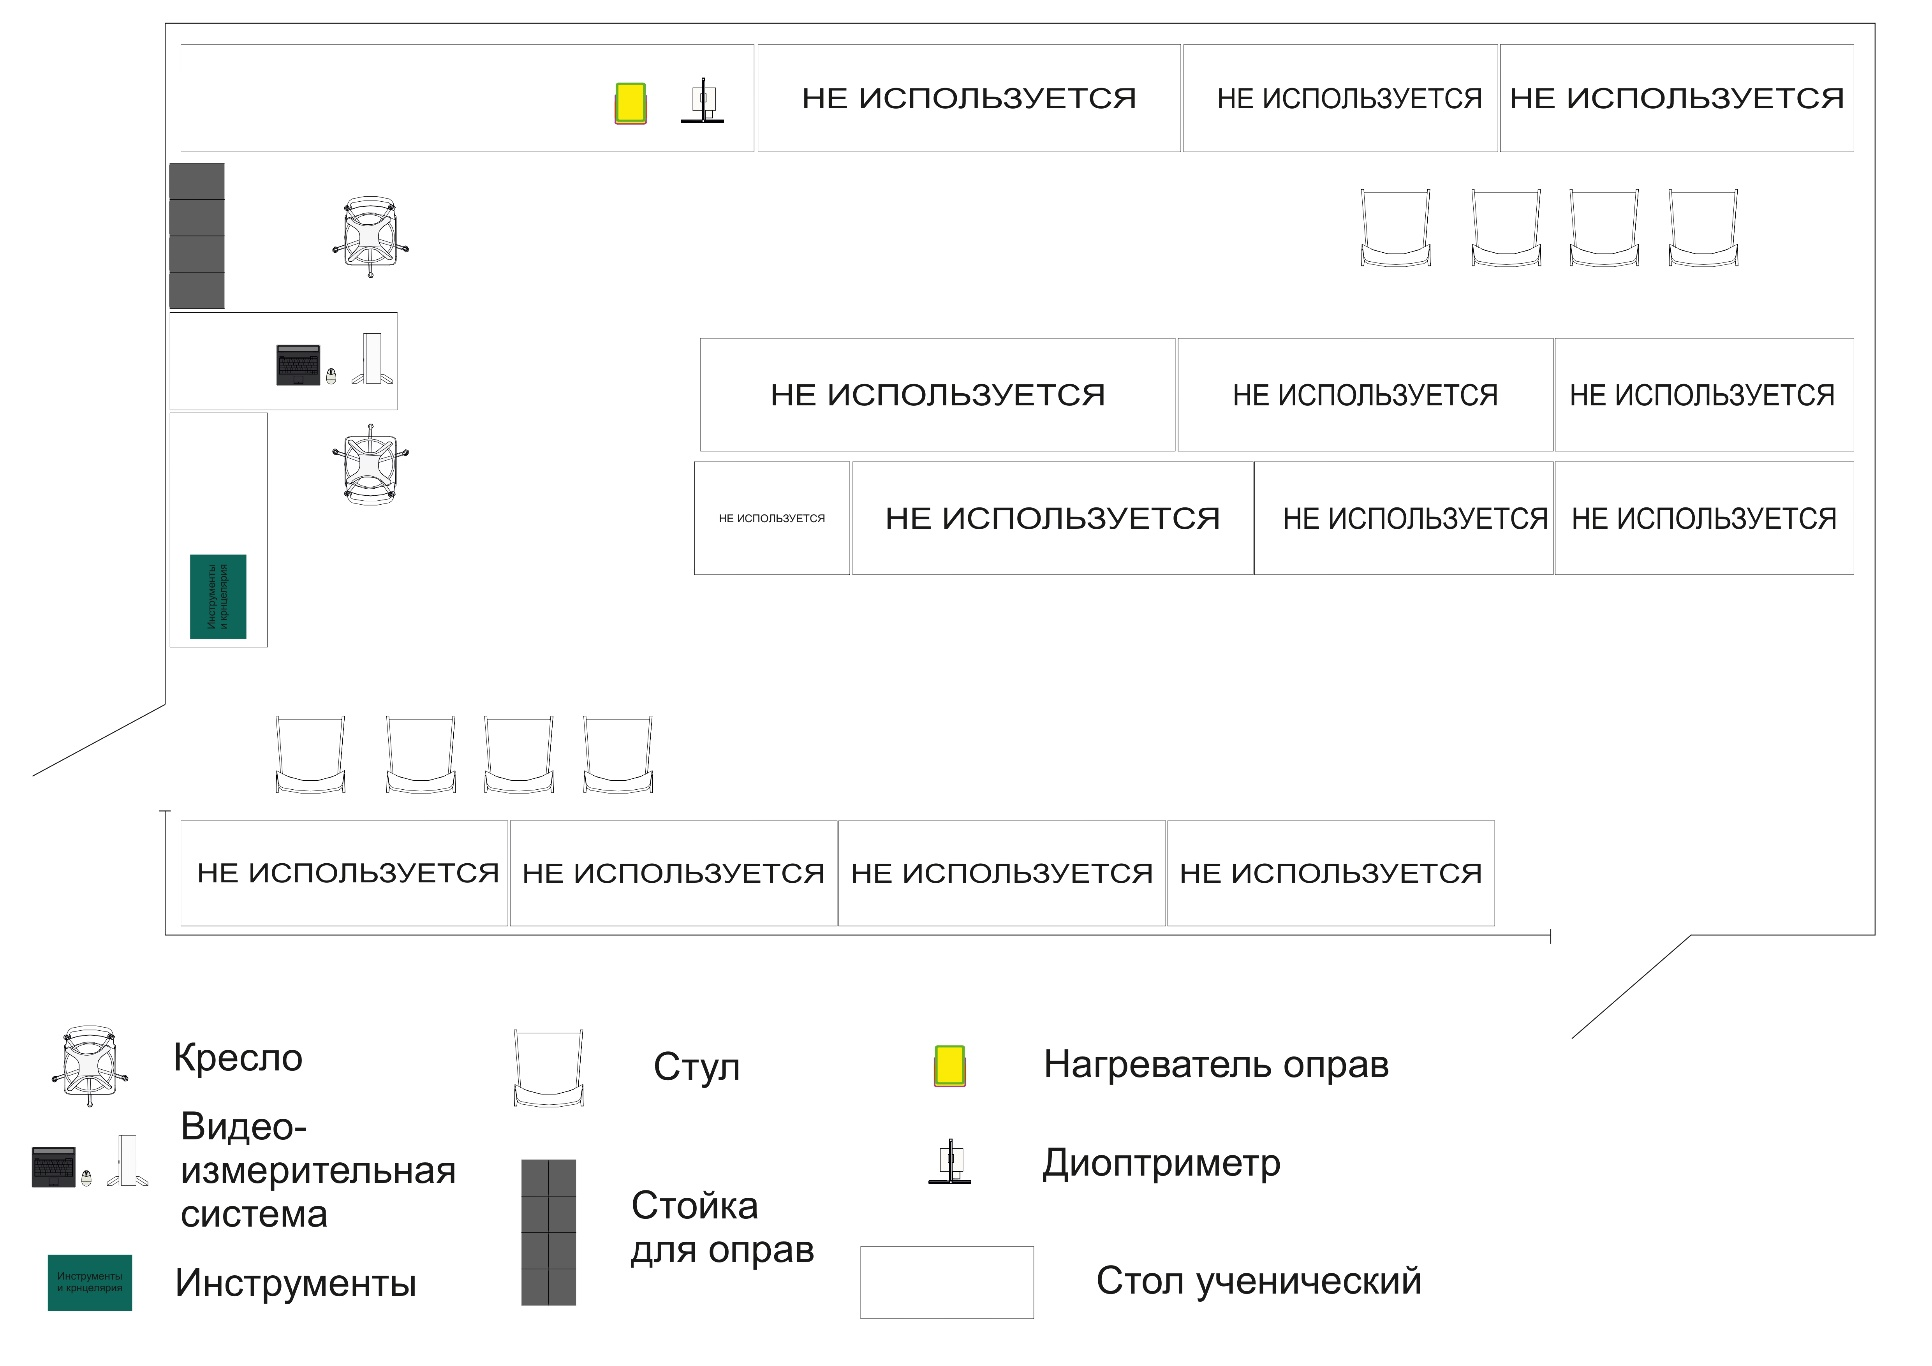 НЕ ИСПОЛЬЗУЕТСЯ
НЕ ИСПОЛЬЗУЕТСЯ
НЕ ИСПОЛЬЗУЕТСЯ
НЕ ИСПОЛЬЗУЕТСЯ
НЕ ИСПОЛЬЗУЕТСЯ
НЕ ИСПОЛЬЗУЕТСЯ
НЕ ИСПОЛЬЗУЕТСЯ
НЕ ИСПОЛЬЗУЕТСЯ
НЕ ИСПОЛЬЗУЕТСЯ
НЕ ИСПОЛЬЗУЕТСЯ
Инструменты
и крнцелярия
НЕ ИСПОЛЬЗУЕТСЯ
НЕ ИСПОЛЬЗУЕТСЯ
НЕ ИСПОЛЬЗУЕТСЯ
НЕ ИСПОЛЬЗУЕТСЯ
Кресло
Стул
Нагреватель оправ
Видео-
измерительная
система
Диоптриметр
Стойка
для оправ
Инструменты
и крнцелярия
Инструменты
Стол ученический